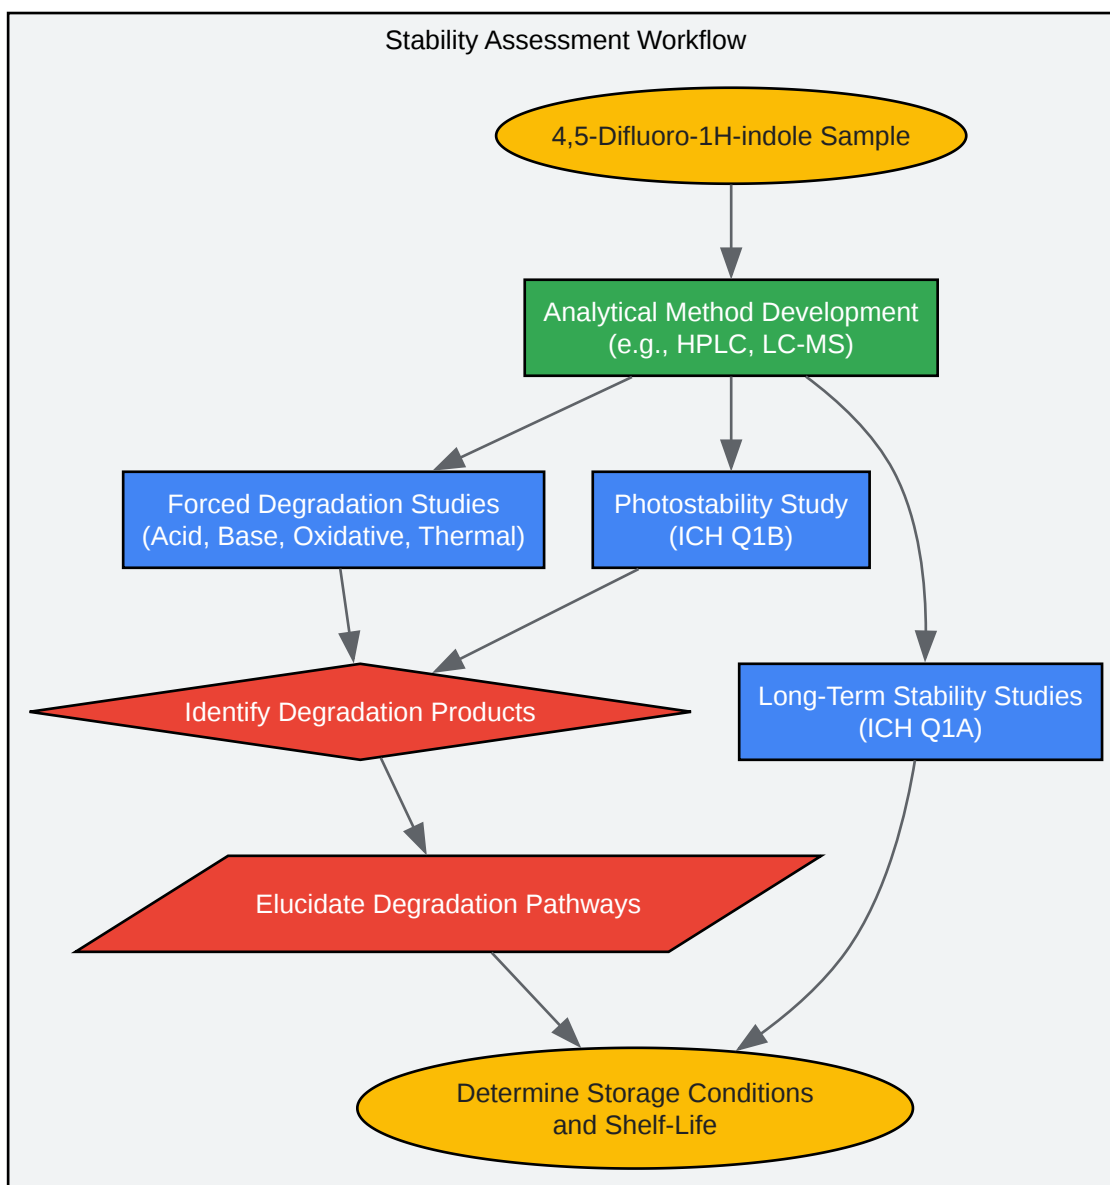 Stability Assessment Workflow
4,5-Difluoro-1H-indole Sample
Analytical Method Development
(e.g., HPLC, LC-MS)
Forced Degradation Studies
(Acid, Base, Oxidative, Thermal)
Photostability Study
(ICH Q1B)
Identify Degradation Products
Long-Term Stability Studies
(ICH Q1A)
Elucidate Degradation Pathways
Determine Storage Conditions
and Shelf-Life